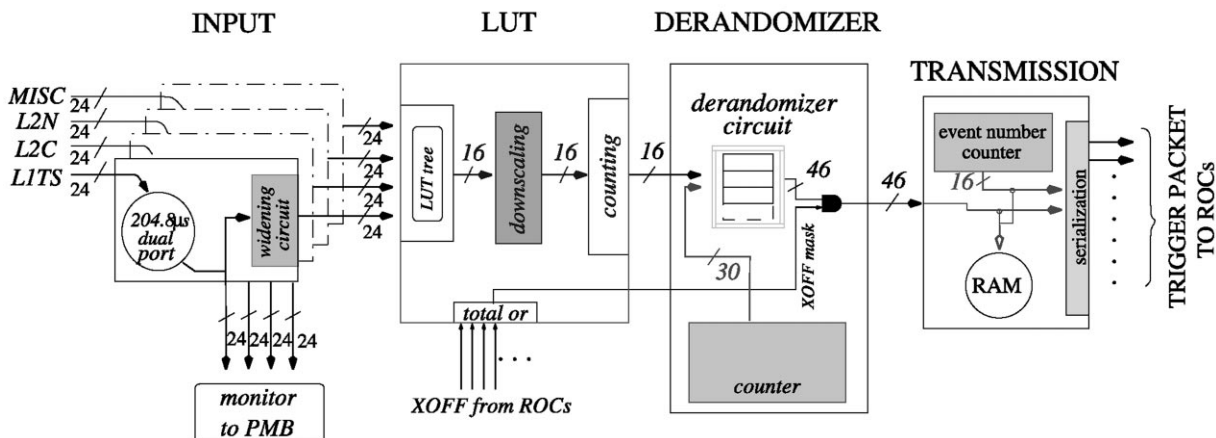 INPUT
LUT
DERANDOMIZER
TRANSMISSION
MISC
24
L2N
24
L2C
24
L1TS
24
204.8µs
dual
port
widening
circuit
24
24
24
24
24
24
24
24
monitor
to PMB
LUT tree
16
downscaling
16
counting
16
total or
XOFF from ROCs
derandomizer
circuit
46
30
XOFF mask
counter
46
event number
counter
16
RAM
serialization
TRIGGER PACKET
TO ROCs